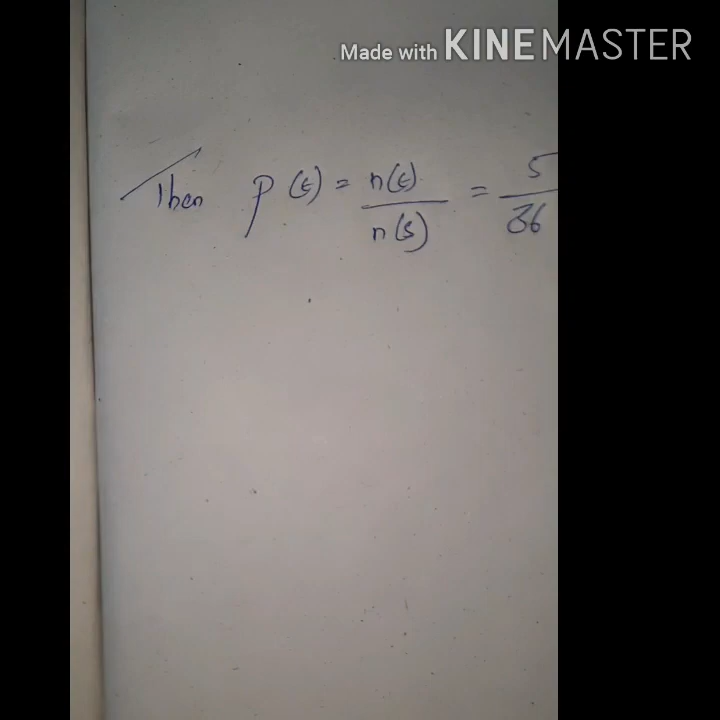 Made with KINEMASTER
Then P(E) = n(E)/n(S) = 5/36